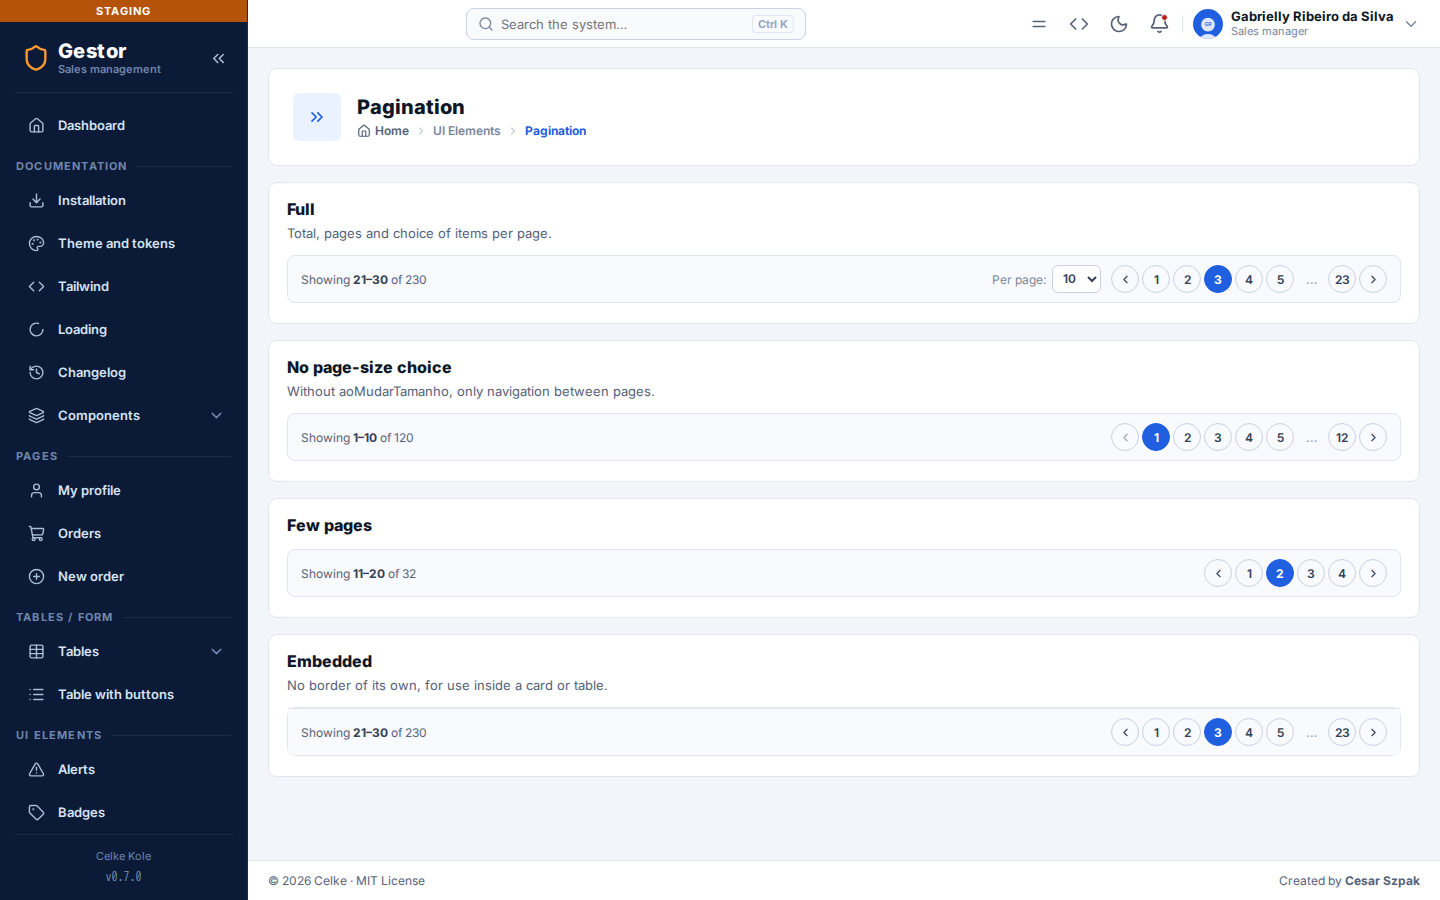 STAGING
Gestor
Sales management
Dashboard
DOCUMENTATION
Installation
Theme and tokens
Tailwind
Loading
Changelog
Components
PAGES
My profile
Orders
New order
TABLES / FORM
Tables
Table with buttons
UI ELEMENTS
Alerts
Badges
Celke Kole
v0.7.0
Search the system...
Ctrl K
GR
Gabrielly Ribeiro da Silva
Sales manager
Pagination
Home
UI Elements
Pagination
Full
Total, pages and choice of items per page.
Showing 21–30 of 230
Per page: 10
1 2 3 4 5 ... 23
No page-size choice
Without aoMudarTamanho, only navigation between pages.
Showing 1–10 of 120
1 2 3 4 5 ... 12
Few pages
Showing 11–20 of 32
1 2 3 4
Embedded
No border of its own, for use inside a card or table.
Showing 21–30 of 230
1 2 3 4 5 ... 23
© 2026 Celke · MIT License
Created by Cesar Szpak